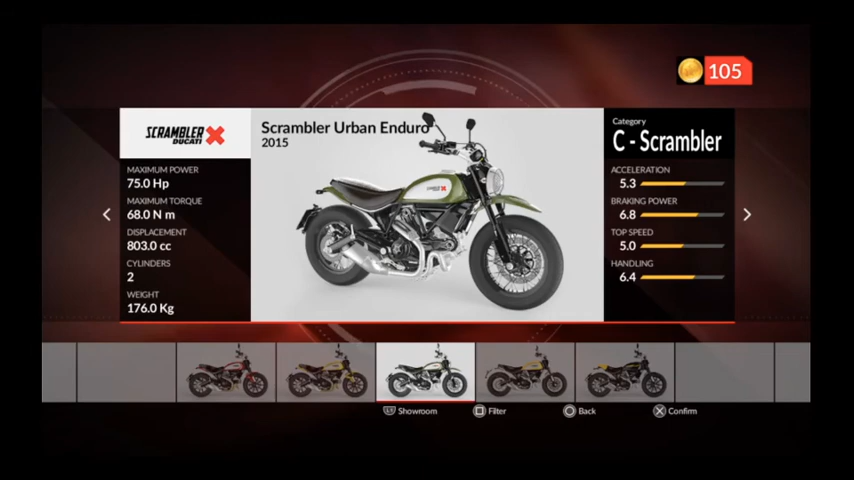 105
SCRAMBLER
DUCATI
Scrambler Urban Enduro
2015
Category
C - Scrambler
MAXIMUM POWER
75.0 Hp
MAXIMUM TORQUE
68.0 N m
DISPLACEMENT
803.0 cc
CYLINDERS
2
WEIGHT
176.0 Kg
ACCELERATION
5.3
BRAKING POWER
6.8
TOP SPEED
5.0
HANDLING
6.4
L3 Showroom
Filter
Back
Confirm